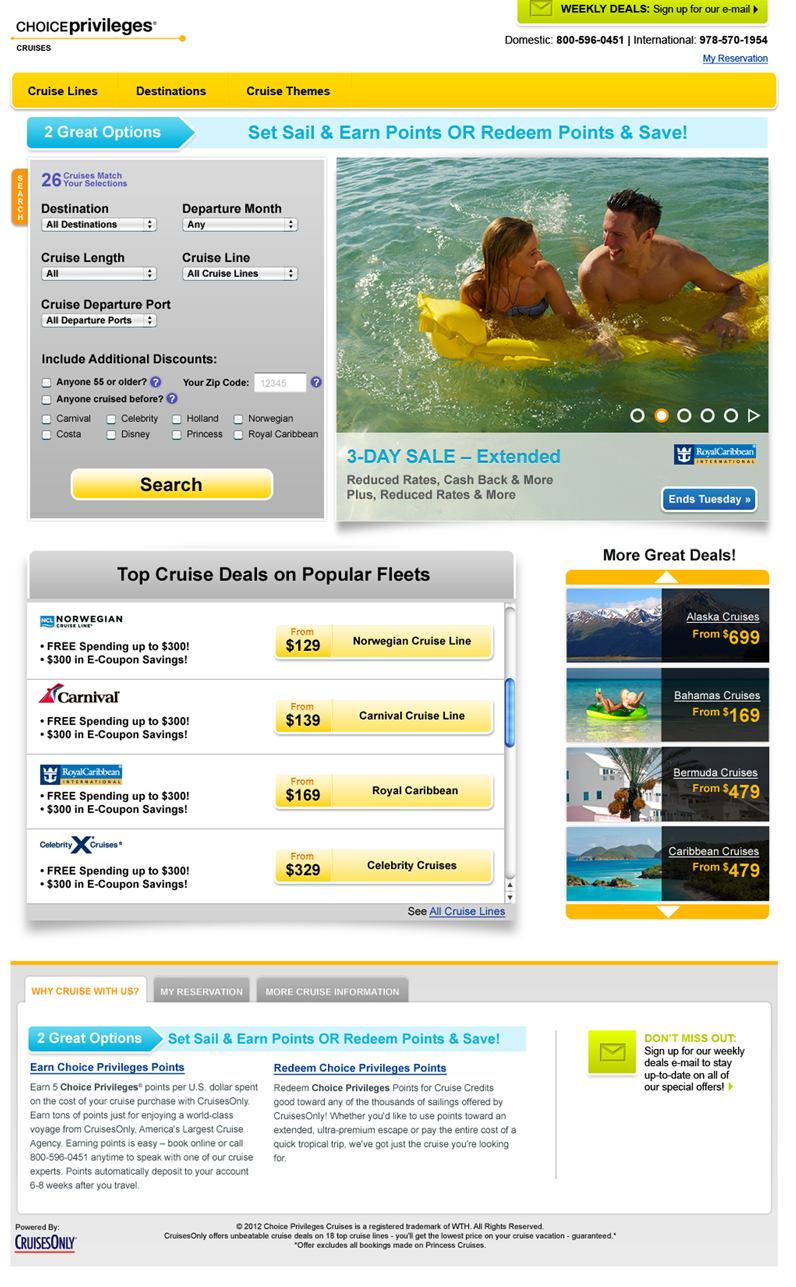 WEEKLY DEALS: Sign up for our e-mail
CHOICEprivileges®
CRUISES
Domestic: 800-596-0451 | International: 978-570-1954
My Reservation
Cruise Lines Destinations Cruise Themes
2 Great Options Set Sail & Earn Points OR Redeem Points & Save!
SEARCH
26 Cruises Match
Your Selections
Destination Departure Month
All Destinations Any
Cruise Length Cruise Line
All All Cruise Lines
Cruise Departure Port
All Departure Ports
Include Additional Discounts:
Anyone 55 or older? ? Your Zip Code: 12345 ?
Anyone cruised before? ?
Carnival Celebrity Holland Norwegian
Costa Disney Princess Royal Caribbean
Search
3-DAY SALE – Extended
Reduced Rates, Cash Back & More
Plus, Reduced Rates & More
RoyalCaribbean
INTERNATIONAL
Ends Tuesday »
Top Cruise Deals on Popular Fleets
NCL NORWEGIAN
CRUISE LINE®
• FREE Spending up to $300!
• $300 in E-Coupon Savings!
From
$129 Norwegian Cruise Line
Carnival
• FREE Spending up to $300!
• $300 in E-Coupon Savings!
From
$139 Carnival Cruise Line
RoyalCaribbean
INTERNATIONAL
• FREE Spending up to $300!
• $300 in E-Coupon Savings!
From
$169 Royal Caribbean
Celebrity X Cruises®
• FREE Spending up to $300!
• $300 in E-Coupon Savings!
From
$329 Celebrity Cruises
See All Cruise Lines
More Great Deals!
Alaska Cruises
From $699
Bahamas Cruises
From $169
Bermuda Cruises
From $479
Caribbean Cruises
From $479
WHY CRUISE WITH US? MY RESERVATION MORE CRUISE INFORMATION
2 Great Options Set Sail & Earn Points OR Redeem Points & Save!
Earn Choice Privileges Points
Earn 5 Choice Privileges® points per U.S. dollar spent
on the cost of your cruise purchase with CruisesOnly.
Earn tons of points just for enjoying a world-class
voyage from CruisesOnly, America's Largest Cruise
Agency. Earning points is easy – book online or call
800-596-0451 anytime to speak with one of our cruise
experts. Points automatically deposit to your account
6-8 weeks after you travel.
Redeem Choice Privileges Points
Redeem Choice Privileges Points for Cruise Credits
good toward any of the thousands of sailings offered by
CruisesOnly! Whether you'd like to use points toward an
extended, ultra-premium escape or pay the entire cost of a
quick tropical trip, we've got just the cruise you're looking
for.
DON'T MISS OUT:
Sign up for our weekly
deals e-mail to stay
up-to-date on all of
our special offers!
Powered By:
CRUISESONLY
© 2012 Choice Privileges Cruises is a registered trademark of WTH. All Rights Reserved.
CruisesOnly offers unbeatable cruise deals on 18 top cruise lines - you'll get the lowest price on your cruise vacation - guaranteed.*
*Offer excludes all bookings made on Princess Cruises.